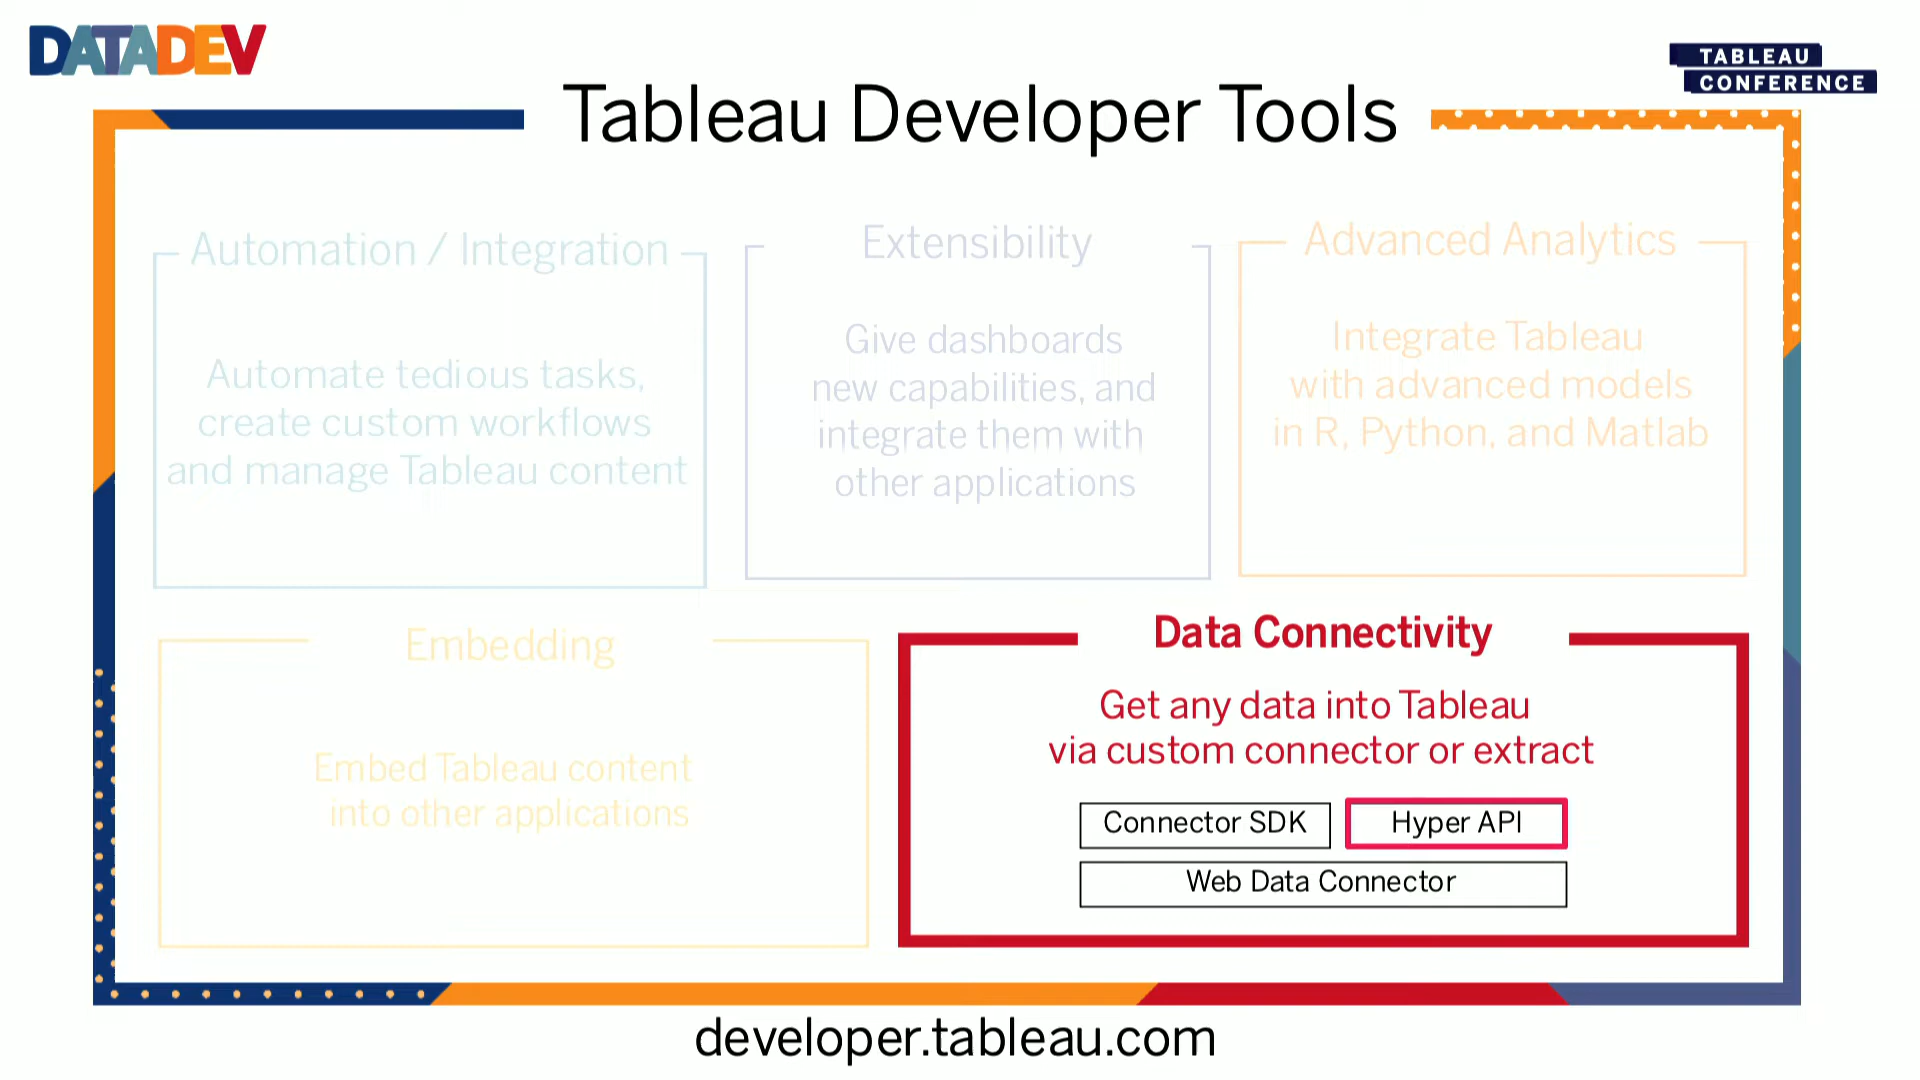 DATADEV
TABLEAU
CONFERENCE
Tableau Developer Tools
Automation / Integration
Automate tedious tasks,
create custom workflows
and manage Tableau content
Extensibility
Give dashboards
new capabilities, and
integrate them with
other applications
Advanced Analytics
Integrate Tableau
with advanced models
in R, Python, and Matlab
Embedding
Embed Tableau content
into other applications
Data Connectivity
Get any data into Tableau
via custom connector or extract
Connector SDK
Hyper API
Web Data Connector
developer.tableau.com